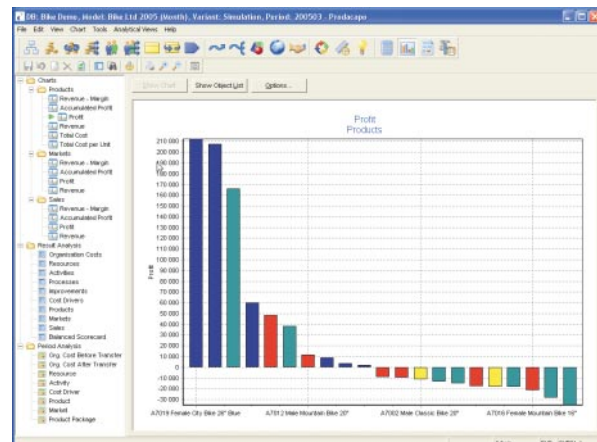 DB: Bike Demo, Model: Bike Ltd 2005 (Month), Variant: Simulation, Period: 200503 - Prodacapo
File Edit View Chart Tools Analytical Views Help
Show Chart
Show Object List
Options...
Charts
Products
Revenue - Margin
Accumulated Profit
Profit
Revenue
Total Cost
Total Cost per Unit
Markets
Revenue - Margin
Accumulated Profit
Profit
Revenue
Sales
Revenue - Margin
Accumulated Profit
Profit
Revenue
Result Analysis
Organisation Costs
Resources
Activities
Processes
Improvements
Cost Drivers
Products
Markets
Sales
Balanced Scorecard
Period Analysis
Org. Cost Before Transfer
Org. Cost After Transfer
Resource
Activity
Cost Driver
Product
Market
Product Package
Profit
Products
Profit
210 000
200 000
190 000
180 000
170 000
160 000
150 000
140 000
130 000
120 000
110 000
100 000
90 000
80 000
70 000
60 000
50 000
40 000
30 000
20 000
10 000
0
-10 000
-20 000
-30 000
A7019 Female City Bike 26" Blue
A7012 Male Mountain Bike 20"
A7002 Male Classic Bike 28"
A7016 Female Mountain Bike 16"